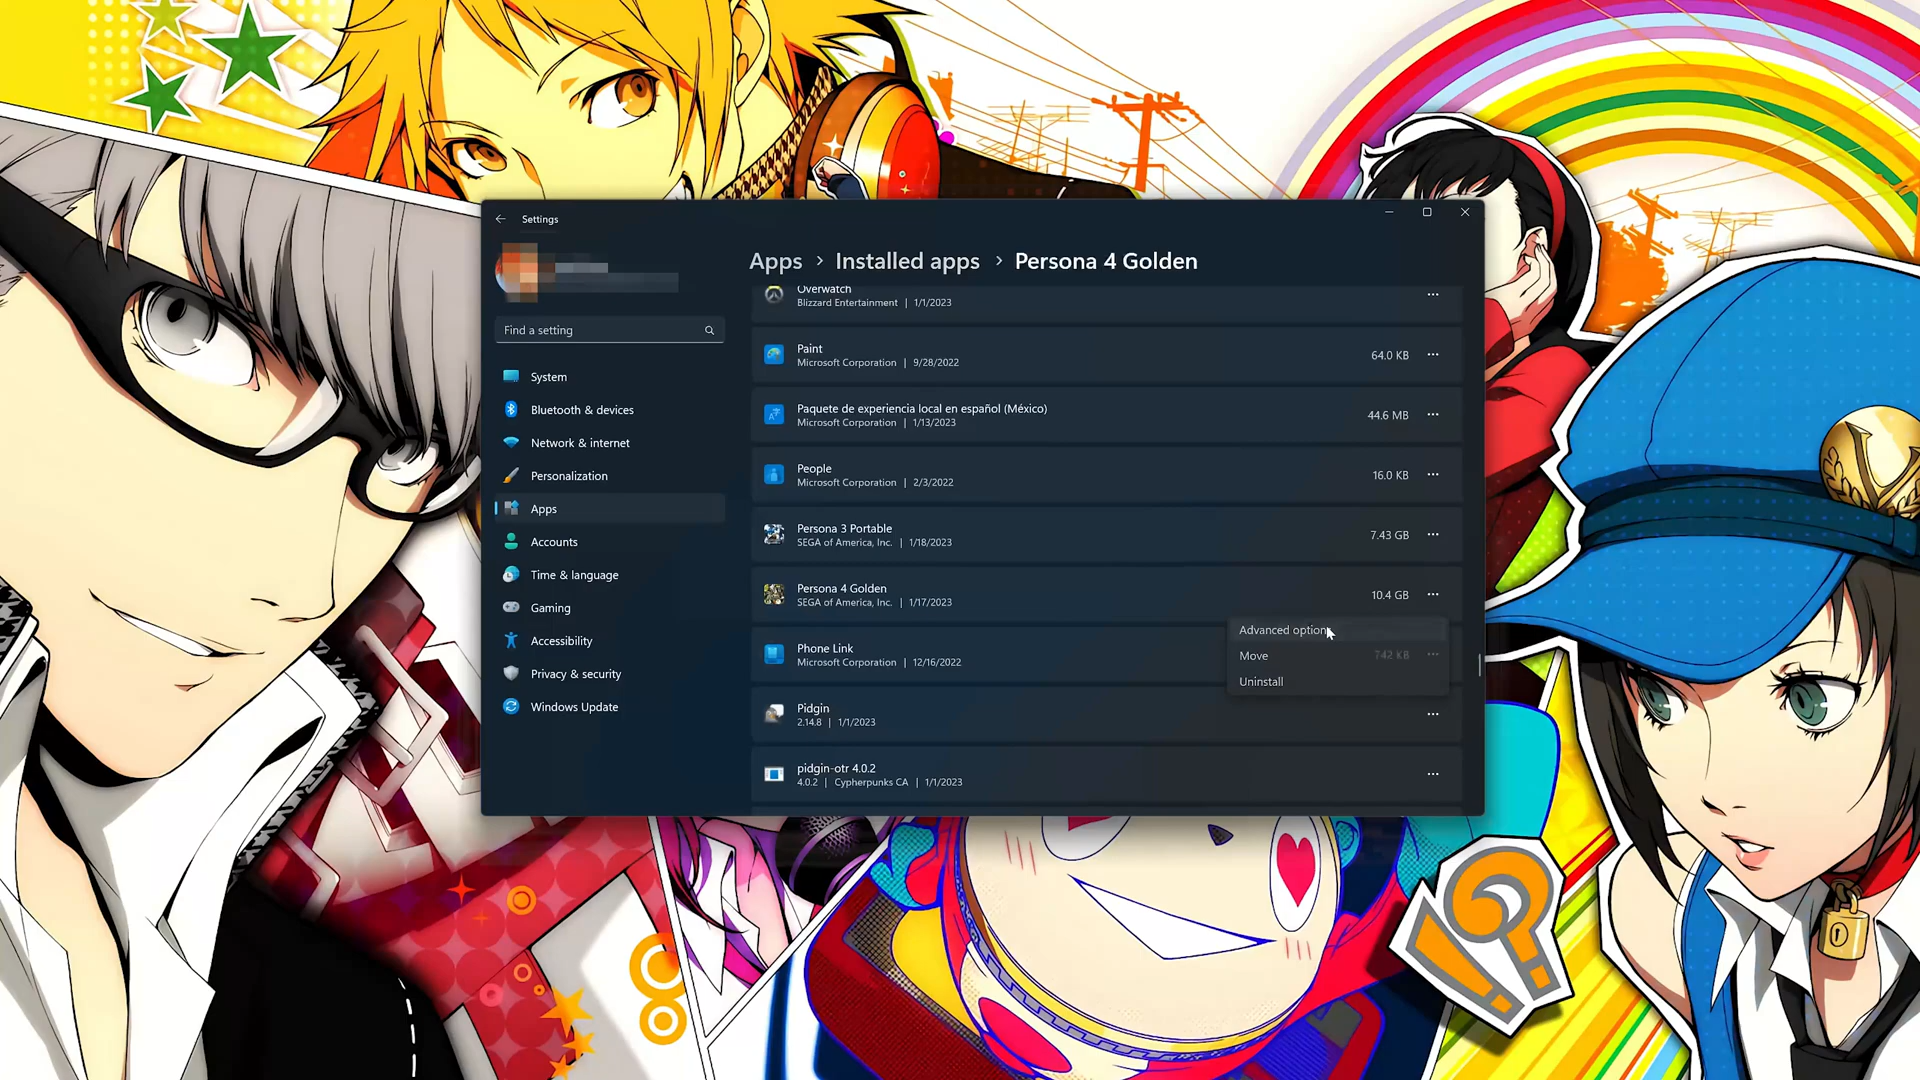 Settings
Apps > Installed apps > Persona 4 Golden
Find a setting
System
Bluetooth & devices
Network & internet
Personalization
Apps
Accounts
Time & language
Gaming
Accessibility
Privacy & security
Windows Update
Overwatch
Blizzard Entertainment | 1/1/2023
Paint
Microsoft Corporation | 9/28/2022
64.0 KB
Paquete de experiencia local en español (México)
Microsoft Corporation | 1/13/2023
44.6 MB
People
Microsoft Corporation | 2/3/2022
16.0 KB
Persona 3 Portable
SEGA of America, Inc. | 1/18/2023
7.43 GB
Persona 4 Golden
SEGA of America, Inc. | 1/17/2023
10.4 GB
Advanced options
Move
Uninstall
Phone Link
Microsoft Corporation | 12/16/2022
742 KB
Pidgin
2.14.8 | 1/1/2023
pidgin-otr 4.0.2
4.0.2 | Cypherpunks CA | 1/1/2023
!?